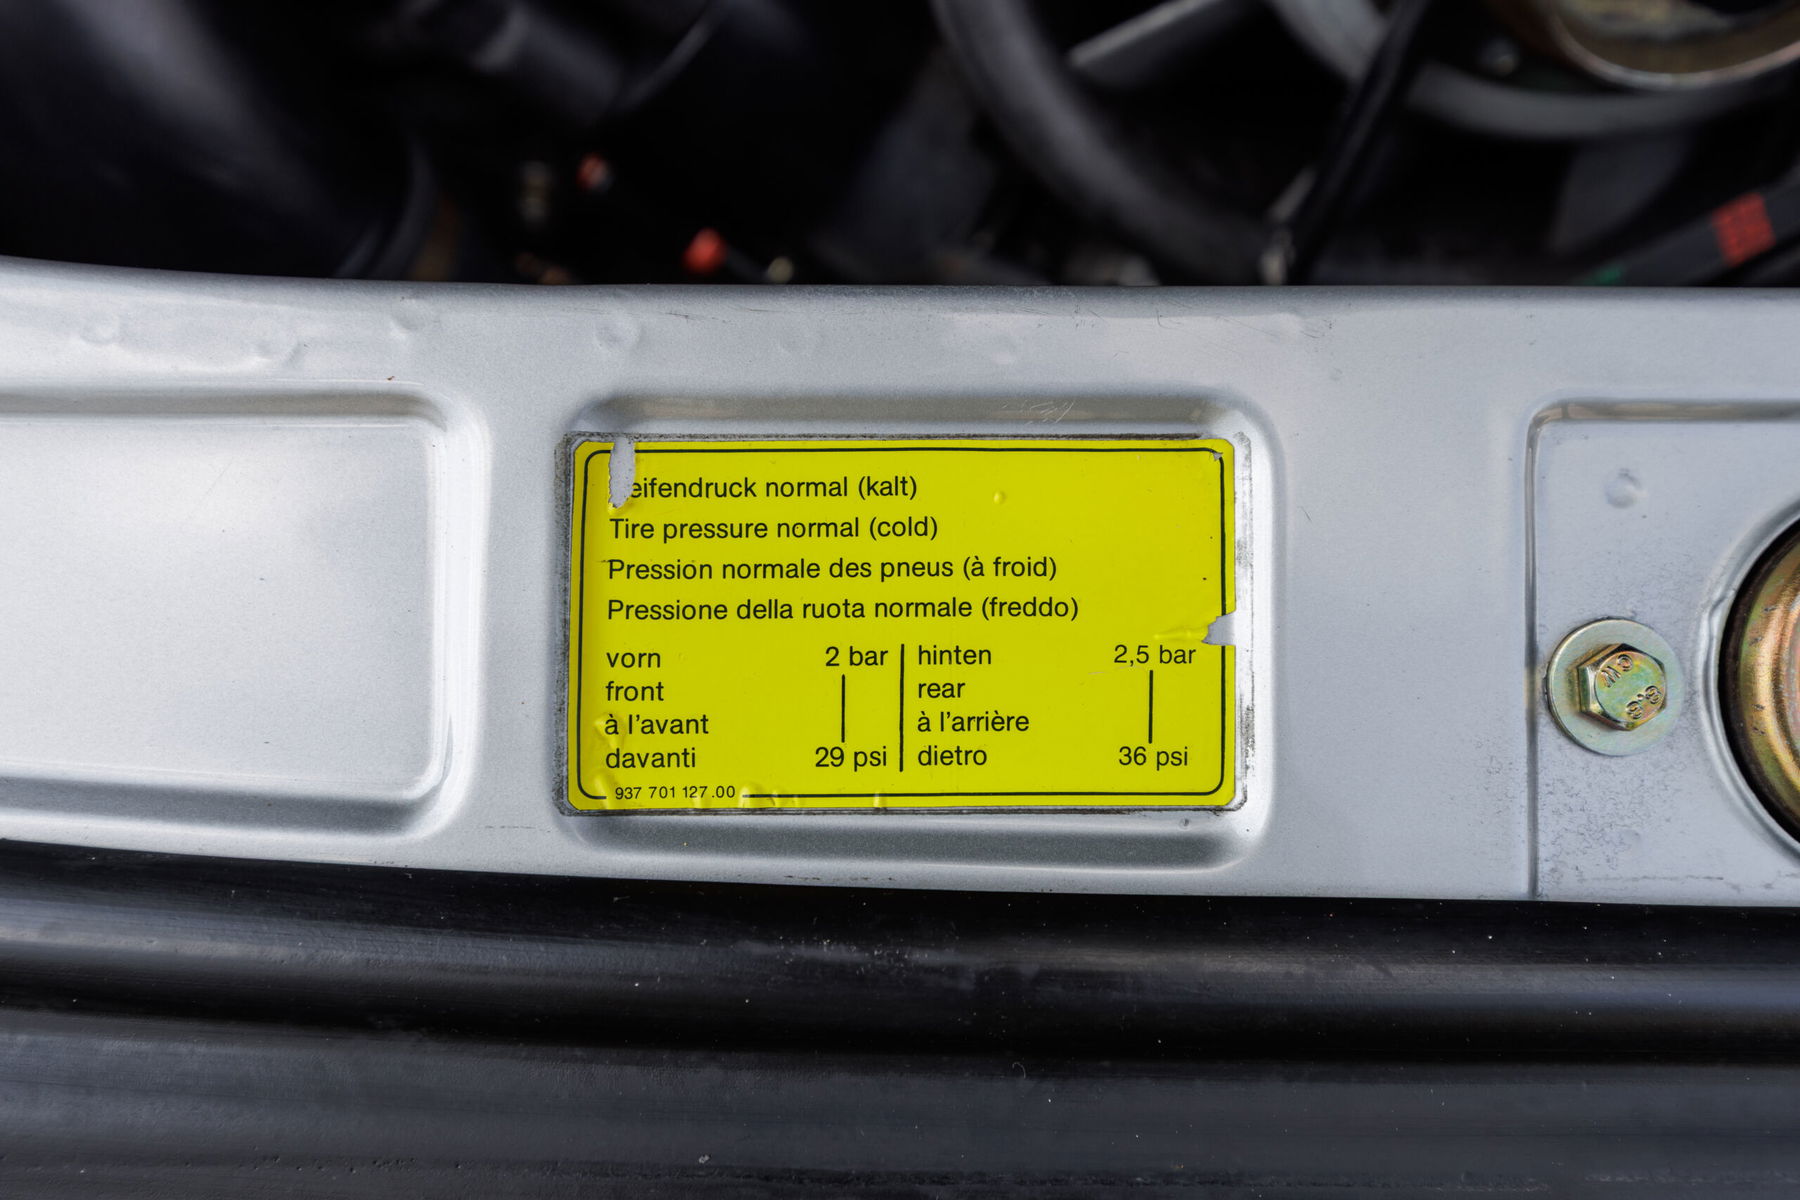 eifendruck normal (kalt)
Tire pressure normal (cold)
Pression normale des pneus (à froid)
Pressione della ruota normale (freddo)
vorn 2 bar hinten 2,5 bar
front rear
à l'avant à l'arrière
davanti 29 psi dietro 36 psi
937 701 127.00
8.8